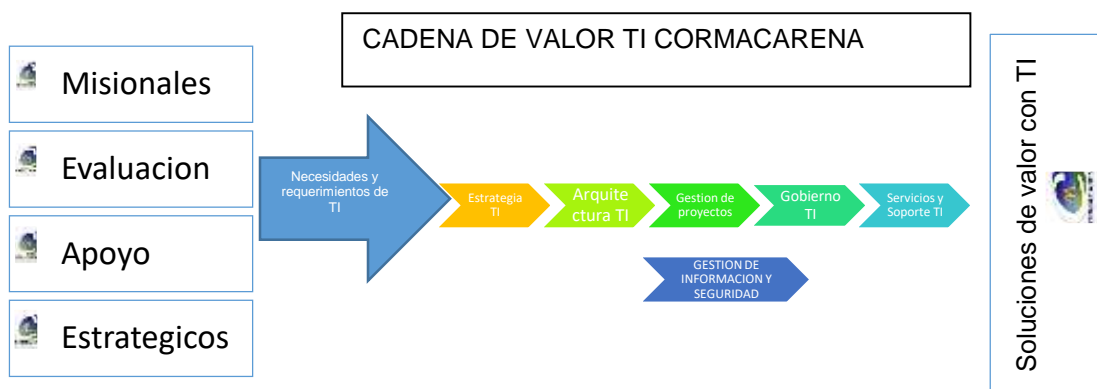 CADENA DE VALOR TI CORMACARENA
Misionales
Evaluacion
Apoyo
Estrategicos
Necesidades y
requerimientos de
TI
Estrategia
TI
Arquite
ctura TI
Gestion de
proyectos
Gobierno
TI
Servicios y
Soporte TI
GESTION DE
INFORMACION Y
SEGURIDAD
Soluciones de valor con TI